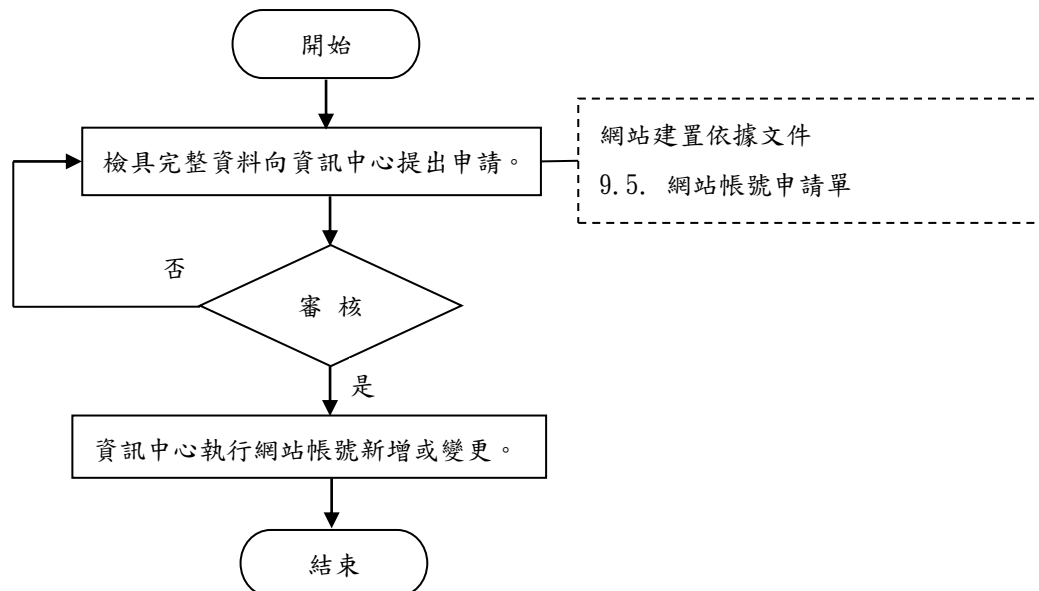 開始
檢具完整資料向資訊中心提出申請。
網站建置依據文件
9.5. 網站帳號申請單
否
審 核
是
資訊中心執行網站帳號新增或變更。
結束